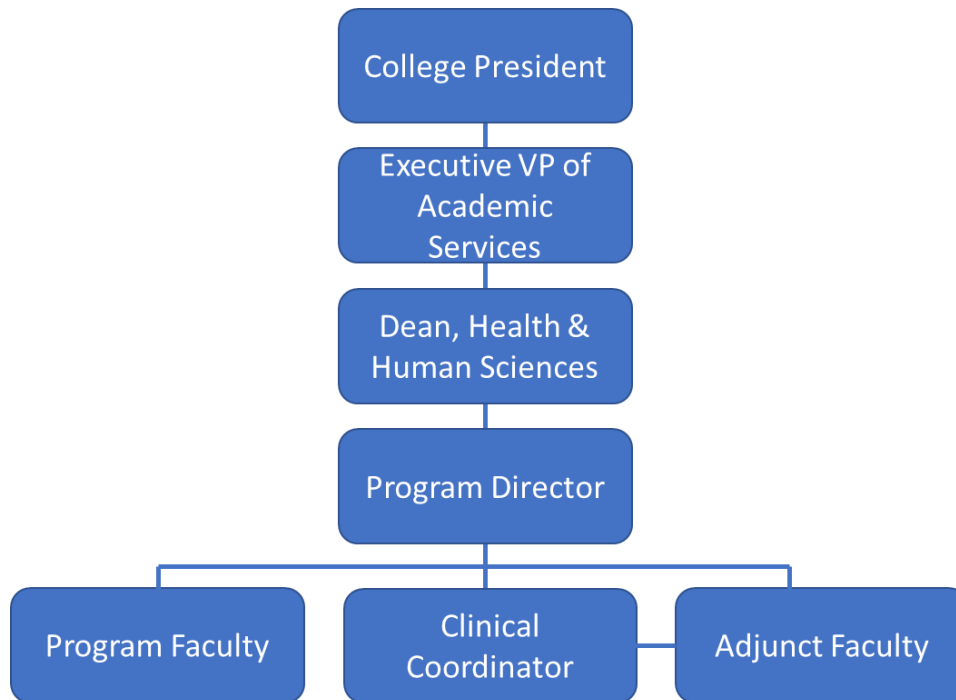 College President
Executive VP of
Academic
Services
Dean, Health &
Human Sciences
Program Director
Program Faculty
Clinical
Coordinator
Adjunct Faculty